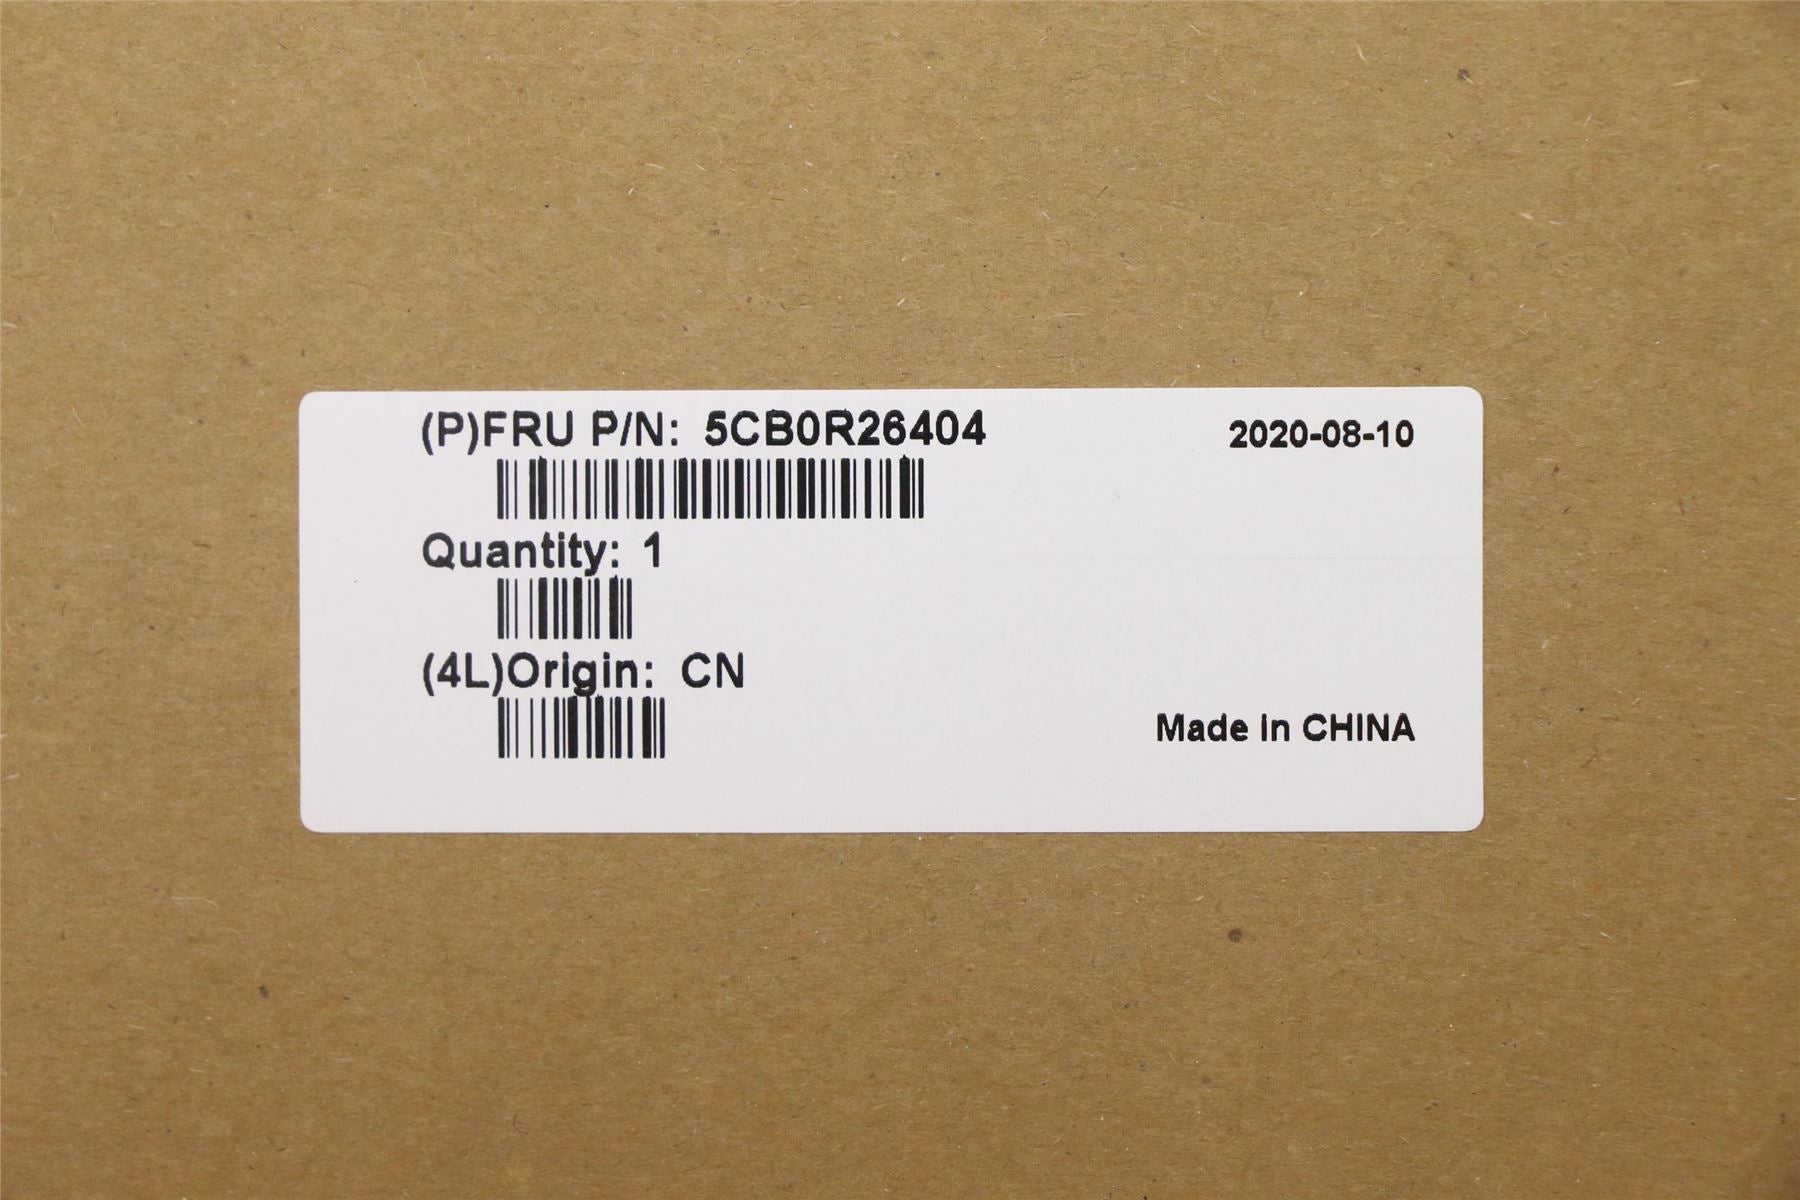 (P)FRU P/N: 5CB0R26404 2020-08-10
Quantity: 1
(4L)Origin: CN
Made in CHINA